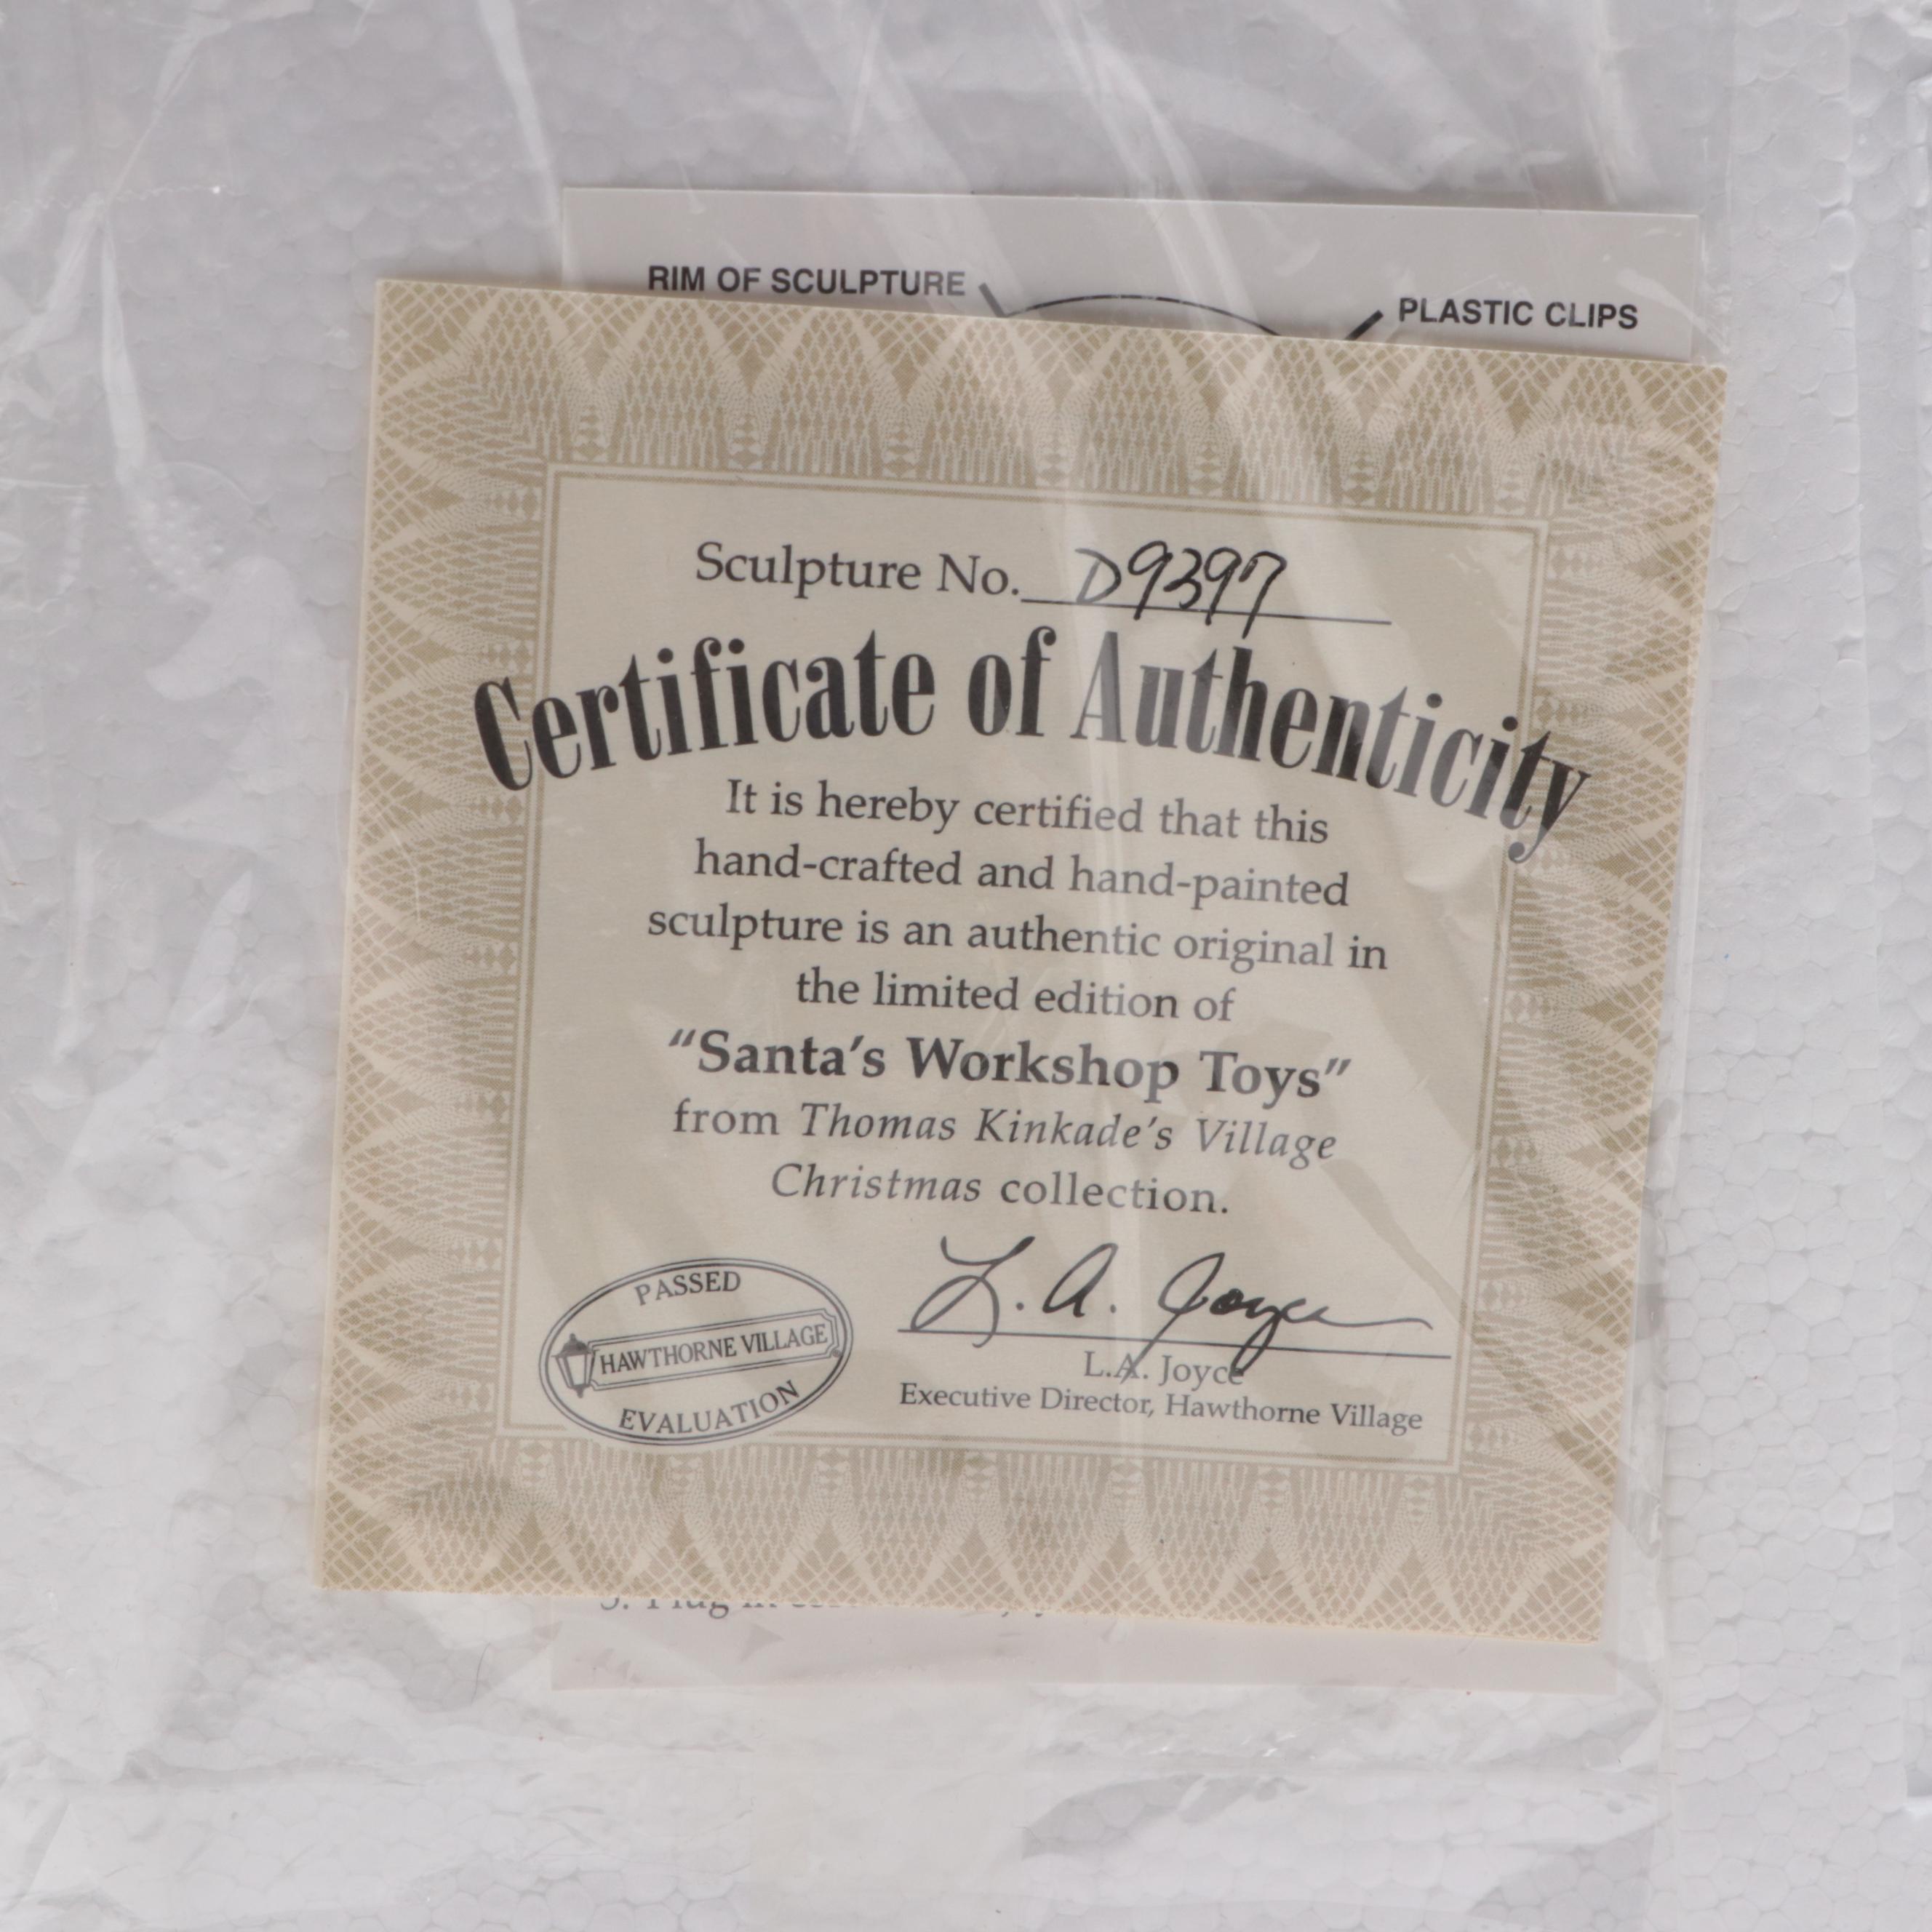 RIM OF SCULPTURE
PLASTIC CLIPS
Sculpture No. D9397
Certificate of Authenticity
It is hereby certified that this
hand-crafted and hand-painted
sculpture is an authentic original in
the limited edition of
"Santa's Workshop Toys"
from Thomas Kinkade's Village
Christmas collection.
PASSED
HAWTHORNE VILLAGE
EVALUATION
L. A. Joyce
L.A. Joyce
Executive Director, Hawthorne Village
Plug in